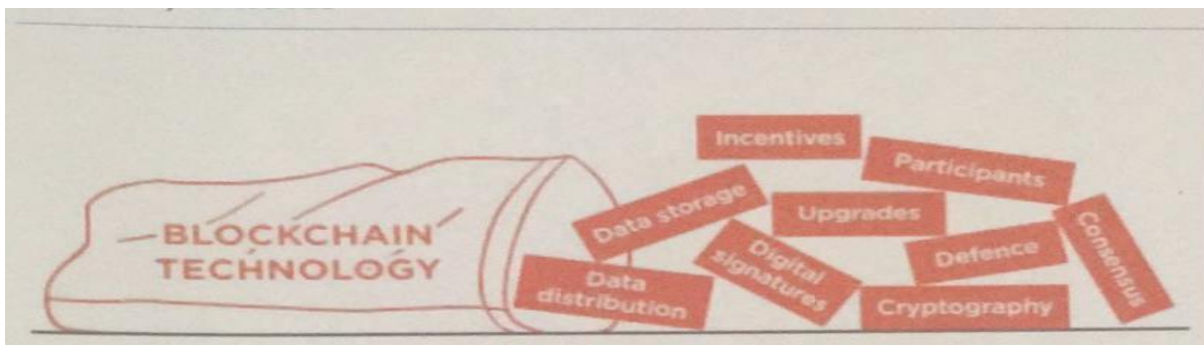 BLOCKCHAIN
TECHNOLOGY
Incentives
Participants
Data storage
Upgrades
Consensus
Defence
Digital
signatures
Data
distribution
Cryptography